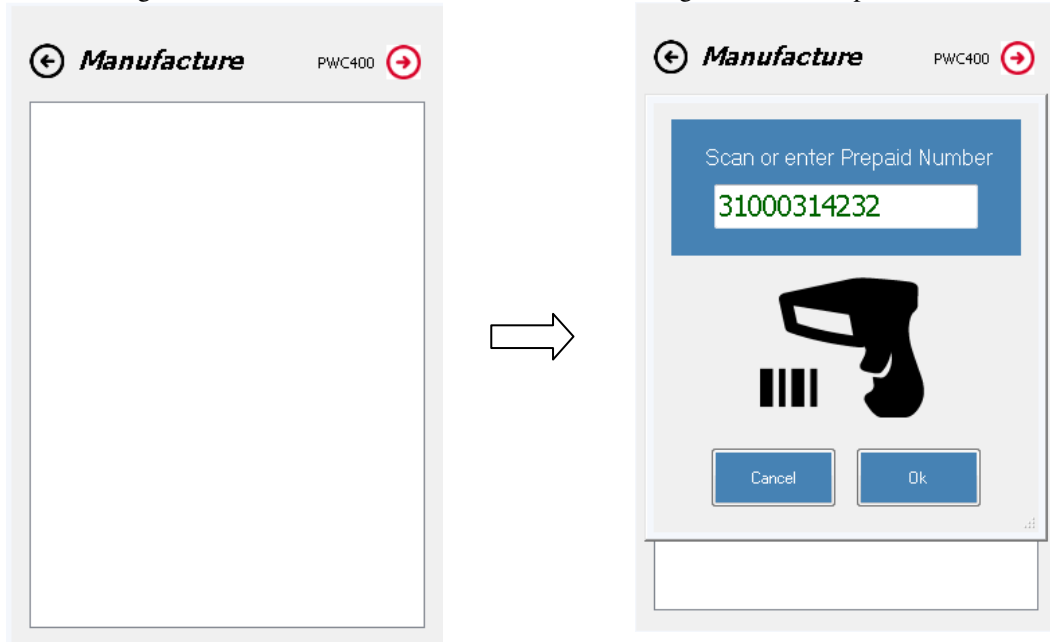 Manufacture PWC400
Manufacture PWC400
Scan or enter Prepaid Number
31000314232
Cancel Ok